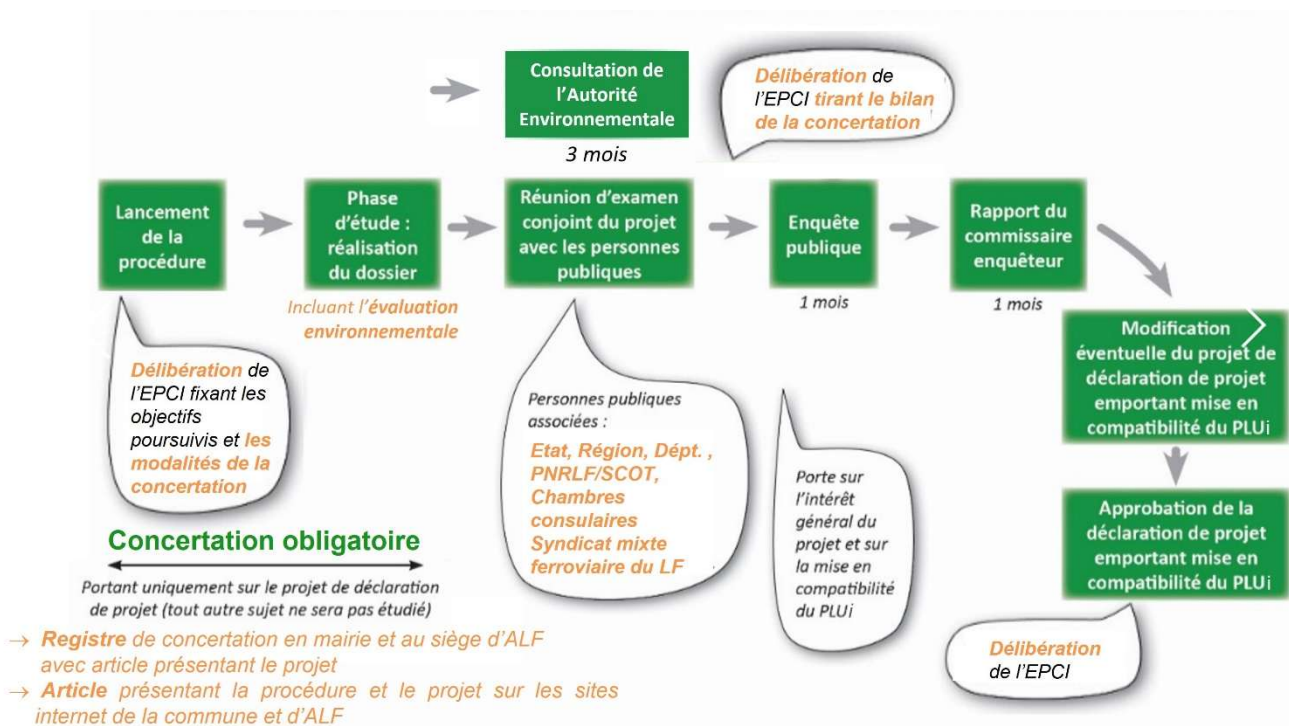 Consultation de
l'Autorité
Environnementale
3 mois
Délibération de
l'EPCI tirant le bilan
de la concertation
Lancement
de la
procédure
Phase
d'étude :
réalisation
du dossier
Incluant l'évaluation
environnementale
Réunion d'examen
conjoint du projet
avec les personnes
publiques
Enquête
publique
1 mois
Rapport du
commissaire
enquêteur
1 mois
Modification
éventuelle du projet de
déclaration de projet
emportant mise en
compatibilité du PLUi
Délibération de
l'EPCI fixant les
objectifs
poursuivis et les
modalités de la
concertation
Personnes publiques
associées :
Etat, Région, Dépt. ,
PNRLF/SCOT,
Chambres
consulaires
Syndicat mixte
ferroviaire du LF
Porte sur
l'intérêt
général du
projet et sur
la mise en
compatibilité
du PLUi
Approbation de la
déclaration de projet
emportant mise en
compatibilité du PLUi
Délibération
de l'EPCI
Concertation obligatoire
Portant uniquement sur le projet de déclaration
de projet (tout autre sujet ne sera pas étudié)
→ Registre de concertation en mairie et au siège d'ALF
avec article présentant le projet
→ Article présentant la procédure et le projet sur les sites
internet de la commune et d'ALF